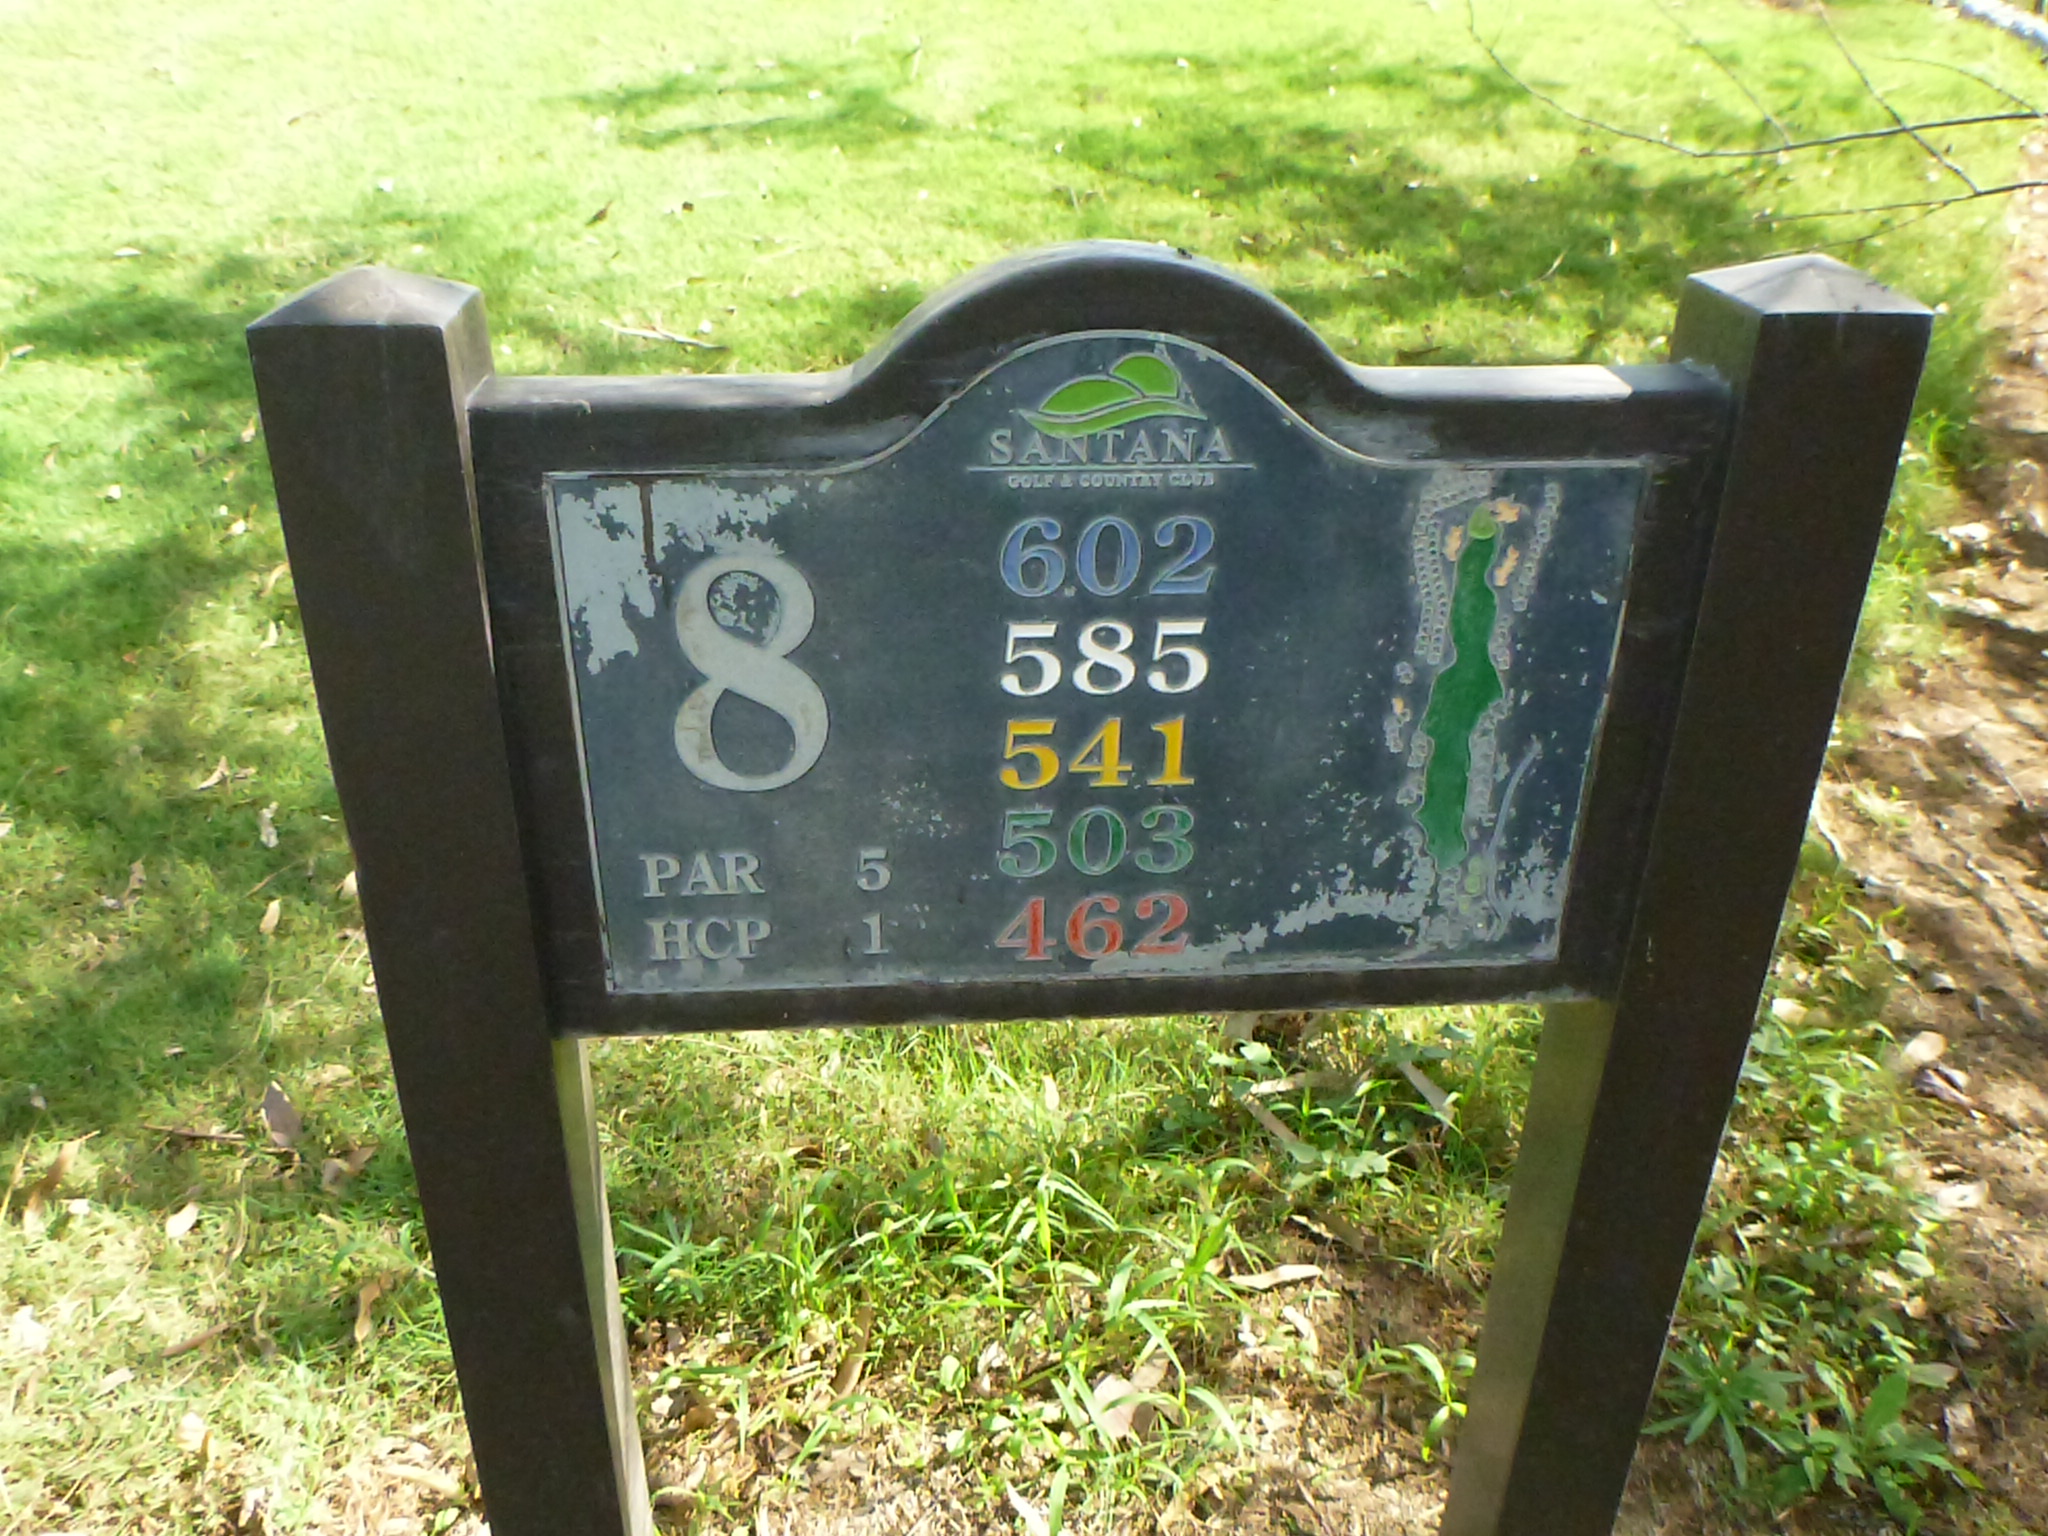 SANTANA
GOLF & COUNTRY CLUB
8
602
585
541
503
462
PAR 5
HCP 1